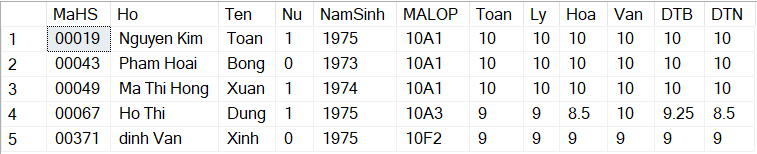 MaHS Ho Ten Nu NamSinh MALOP Toan Ly Hoa Van DTB DTN
1 00019 Nguyen Kim Toan 1 1975 10A1 10 10 10 10 10 10
2 00043 Pham Hoai Bong 0 1973 10A1 10 10 10 10 10 10
3 00049 Ma Thi Hong Xuan 1 1974 10A1 10 10 10 10 10 10
4 00067 Ho Thi Dung 1 1975 10A3 9 9 8.5 10 9.25 8.5
5 00371 dinh Van Xinh 0 1975 10F2 9 9 9 9 9 9